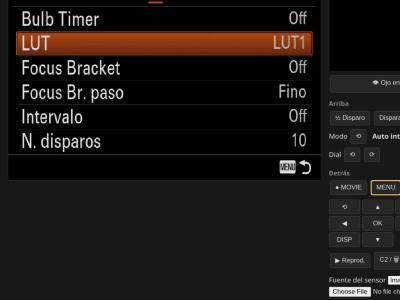 Bulb Timer Off
LUT LUT1
Focus Bracket Off
Focus Br. paso Fino
Intervalo Off
N. disparos 10
MENU
Ojo en
Arriba
½ Disparo Dispara
Modo Auto int
Dial
Detrás
● MOVIE MENU
◀ OK
DISP ▼
▶ Reprod. C2 /
Fuente del sensor Ima
Choose File No file ch